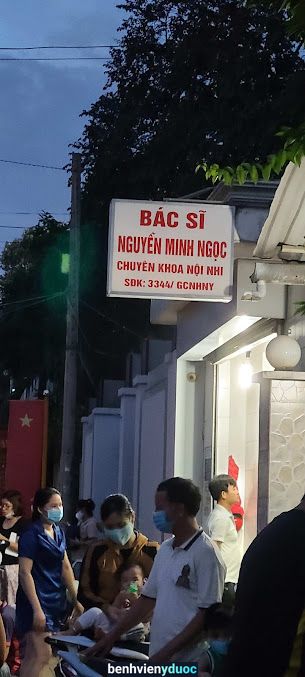 BÁC SĨ
NGUYỄN MINH NGỌC
CHUYÊN KHOA NỘI NHI
SĐK: 3344/ GCNHNY
benhvienyduoc